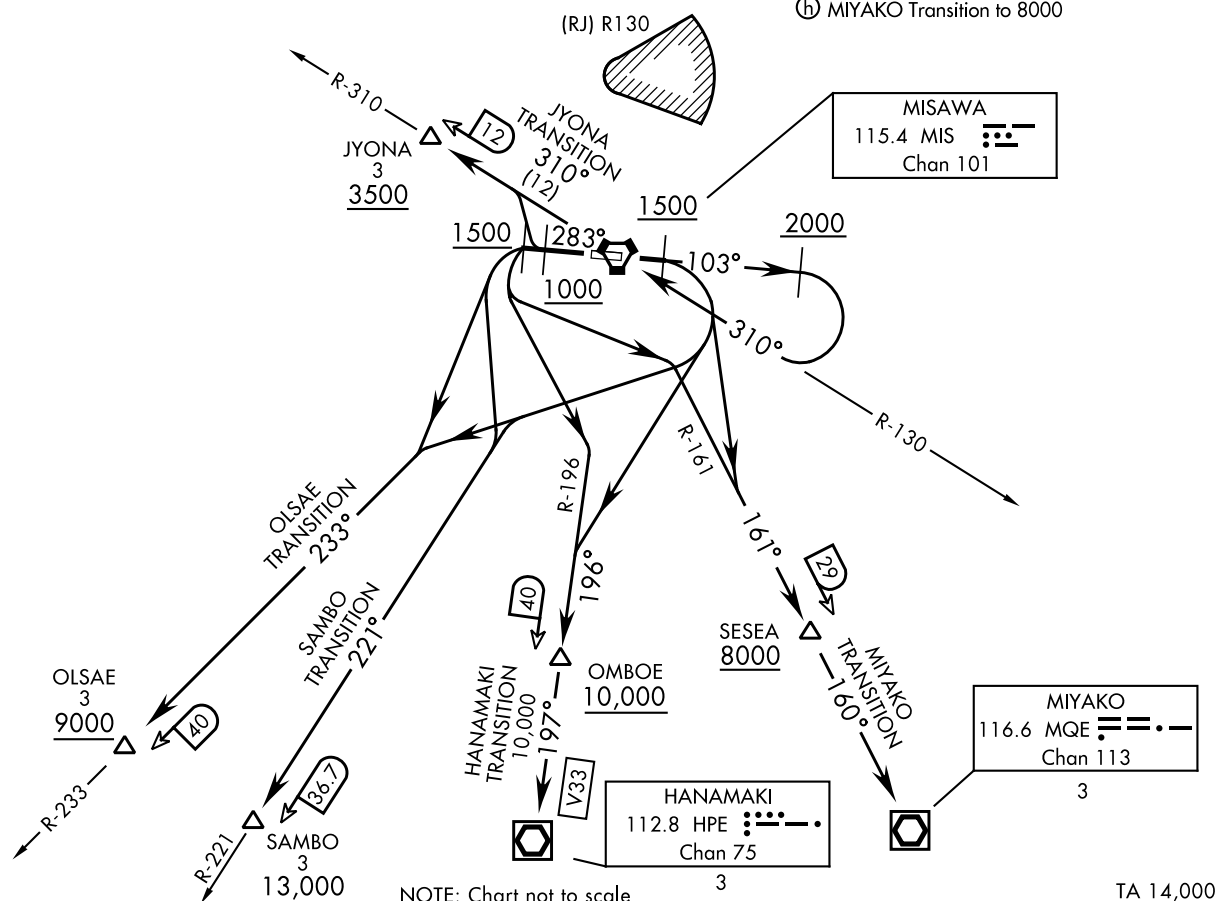 ⓗ MIYAKO Transition to 8000
(RJ) R130
R-310
12
JYONA
TRANSITION
310°
(12)
JYONA
3
3500
MISAWA
115.4 MIS
Chan 101
1500
283°
1000
1500
103°
2000
310°
R-130
R-161
R-196
OLSAE
TRANSITION
233°
SAMBO
TRANSITION
221°
196°
40
161°
29
SESEA
8000
OMBOE
10,000
HANAMAKI
TRANSITION
10,000
197°
V33
MIYAKO
TRANSITION
160°
OLSAE
3
9000
40
R-233
36.7
R-221
SAMBO
3
13,000
HANAMAKI
112.8 HPE
Chan 75
3
MIYAKO
116.6 MQE
Chan 113
3
NOTE: Chart not to scale
TA 14,000